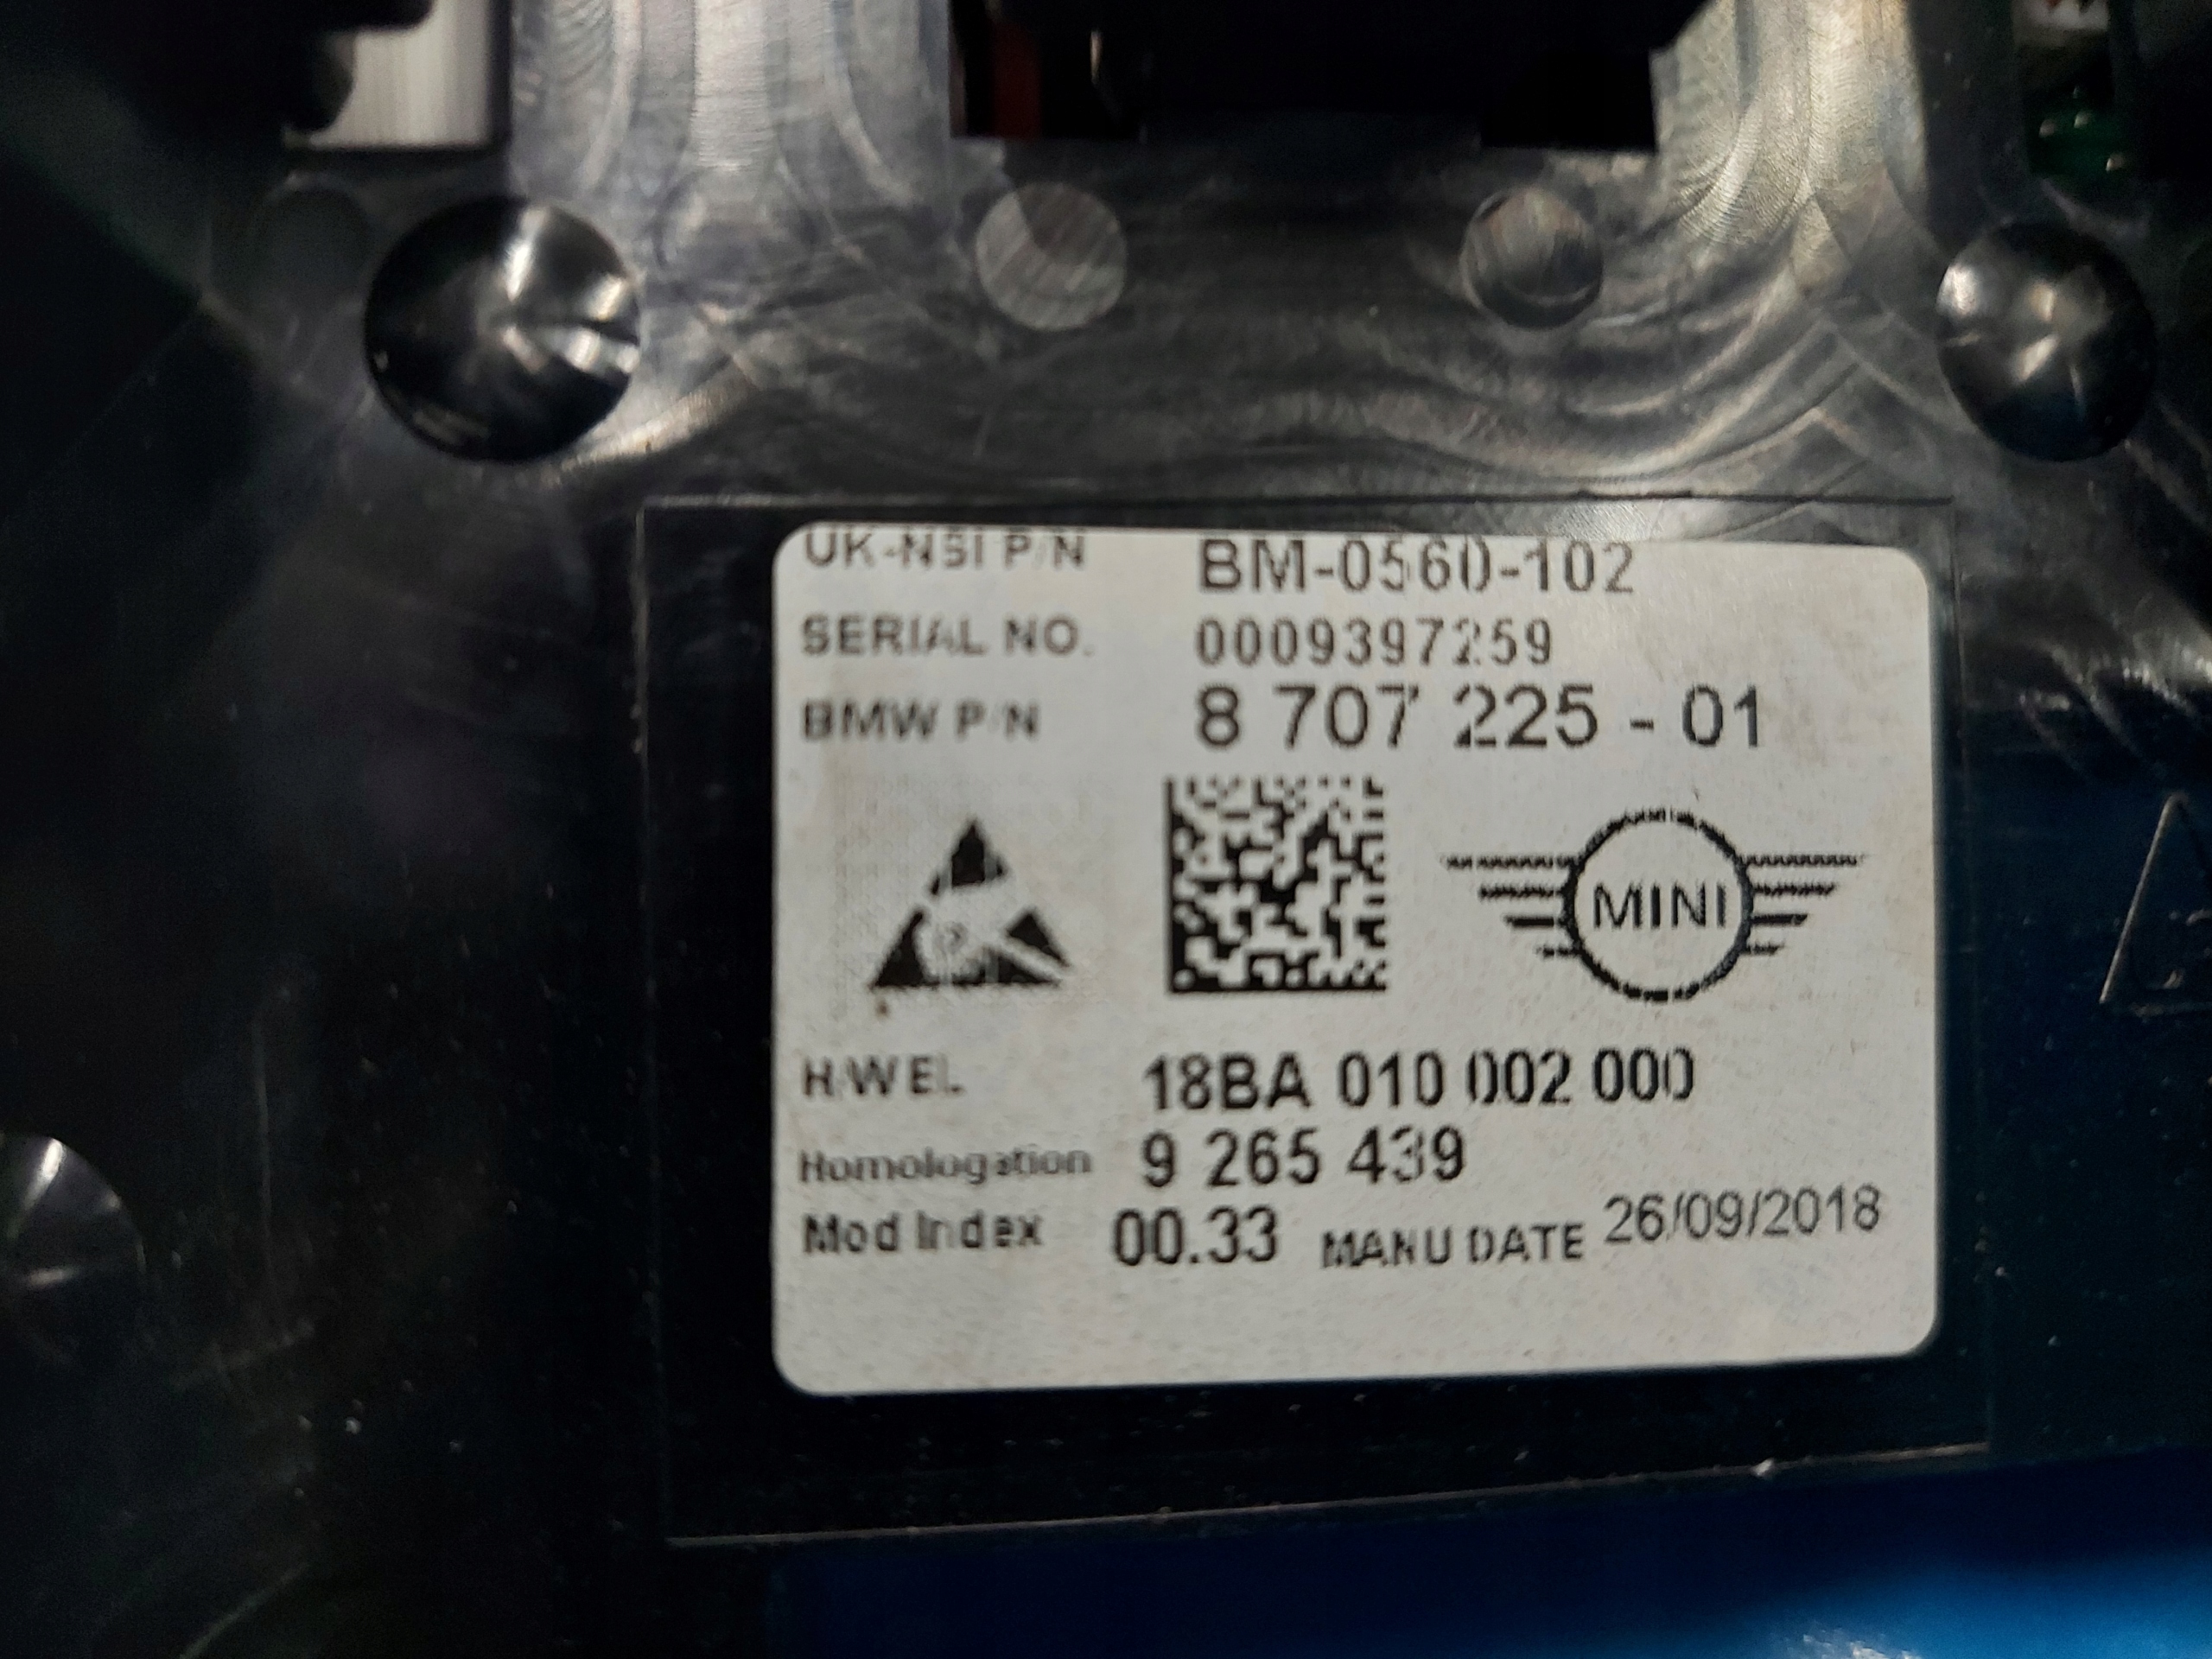 UK-NSI P/N BM-0560-102
SERIAL NO. 0009397259
BMW P/N 8 707 225 - 01
MINI
H/W EL 18BA 010 002 000
Homologation 9 265 439
Mod Index 00.33 MANU DATE 26/09/2018